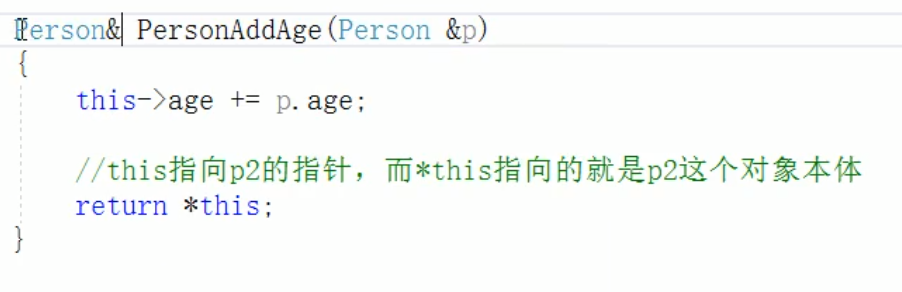 Person& PersonAddAge(Person &p)
{
this->age += p.age;
//this指向p2的指针，而*this指向的就是p2这个对象本体
return *this;
}